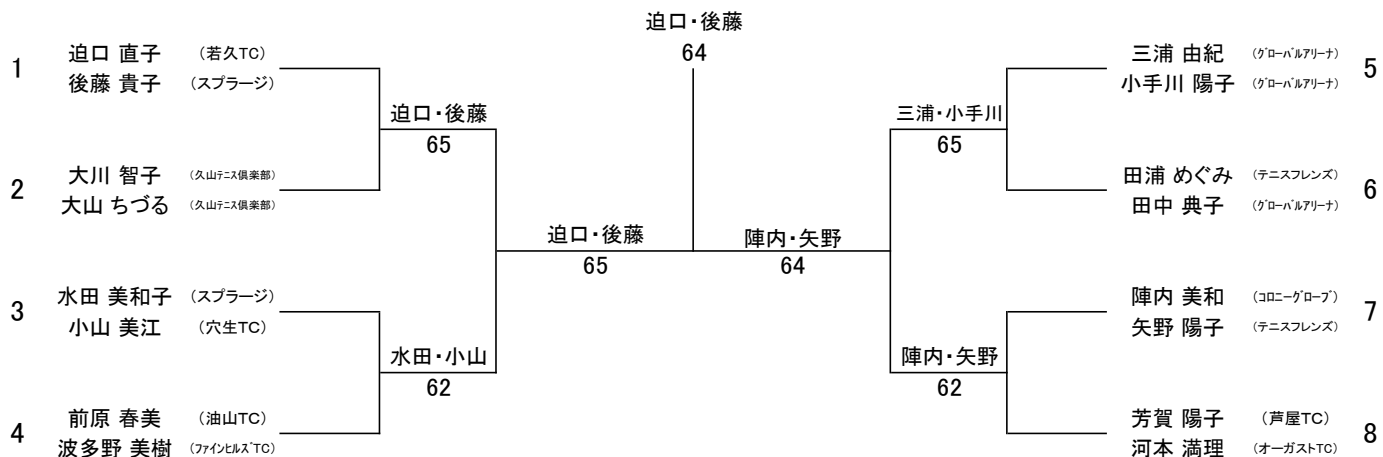 迫口・後藤
64
1
迫口 直子 (若久TC)
後藤 貴子 (スプラージ)
迫口・後藤
65
2
大川 智子 (久山テニス倶楽部)
大山 ちづる (久山テニス倶楽部)
迫口・後藤
65
3
水田 美和子 (スプラージ)
小山 美江 (穴生TC)
水田・小山
62
4
前原 春美 (油山TC)
波多野 美樹 (ファインヒルズTC)
三浦 由紀 (グローバルアリーナ)
小手川 陽子 (グローバルアリーナ)
5
三浦・小手川
65
田浦 めぐみ (テニスフレンズ)
田中 典子 (グローバルアリーナ)
6
陣内・矢野
64
陣内 美和 (コロニーグローブ)
矢野 陽子 (テニスフレンズ)
7
陣内・矢野
62
芳賀 陽子 (芦屋TC)
河本 満理 (オーガストTC)
8